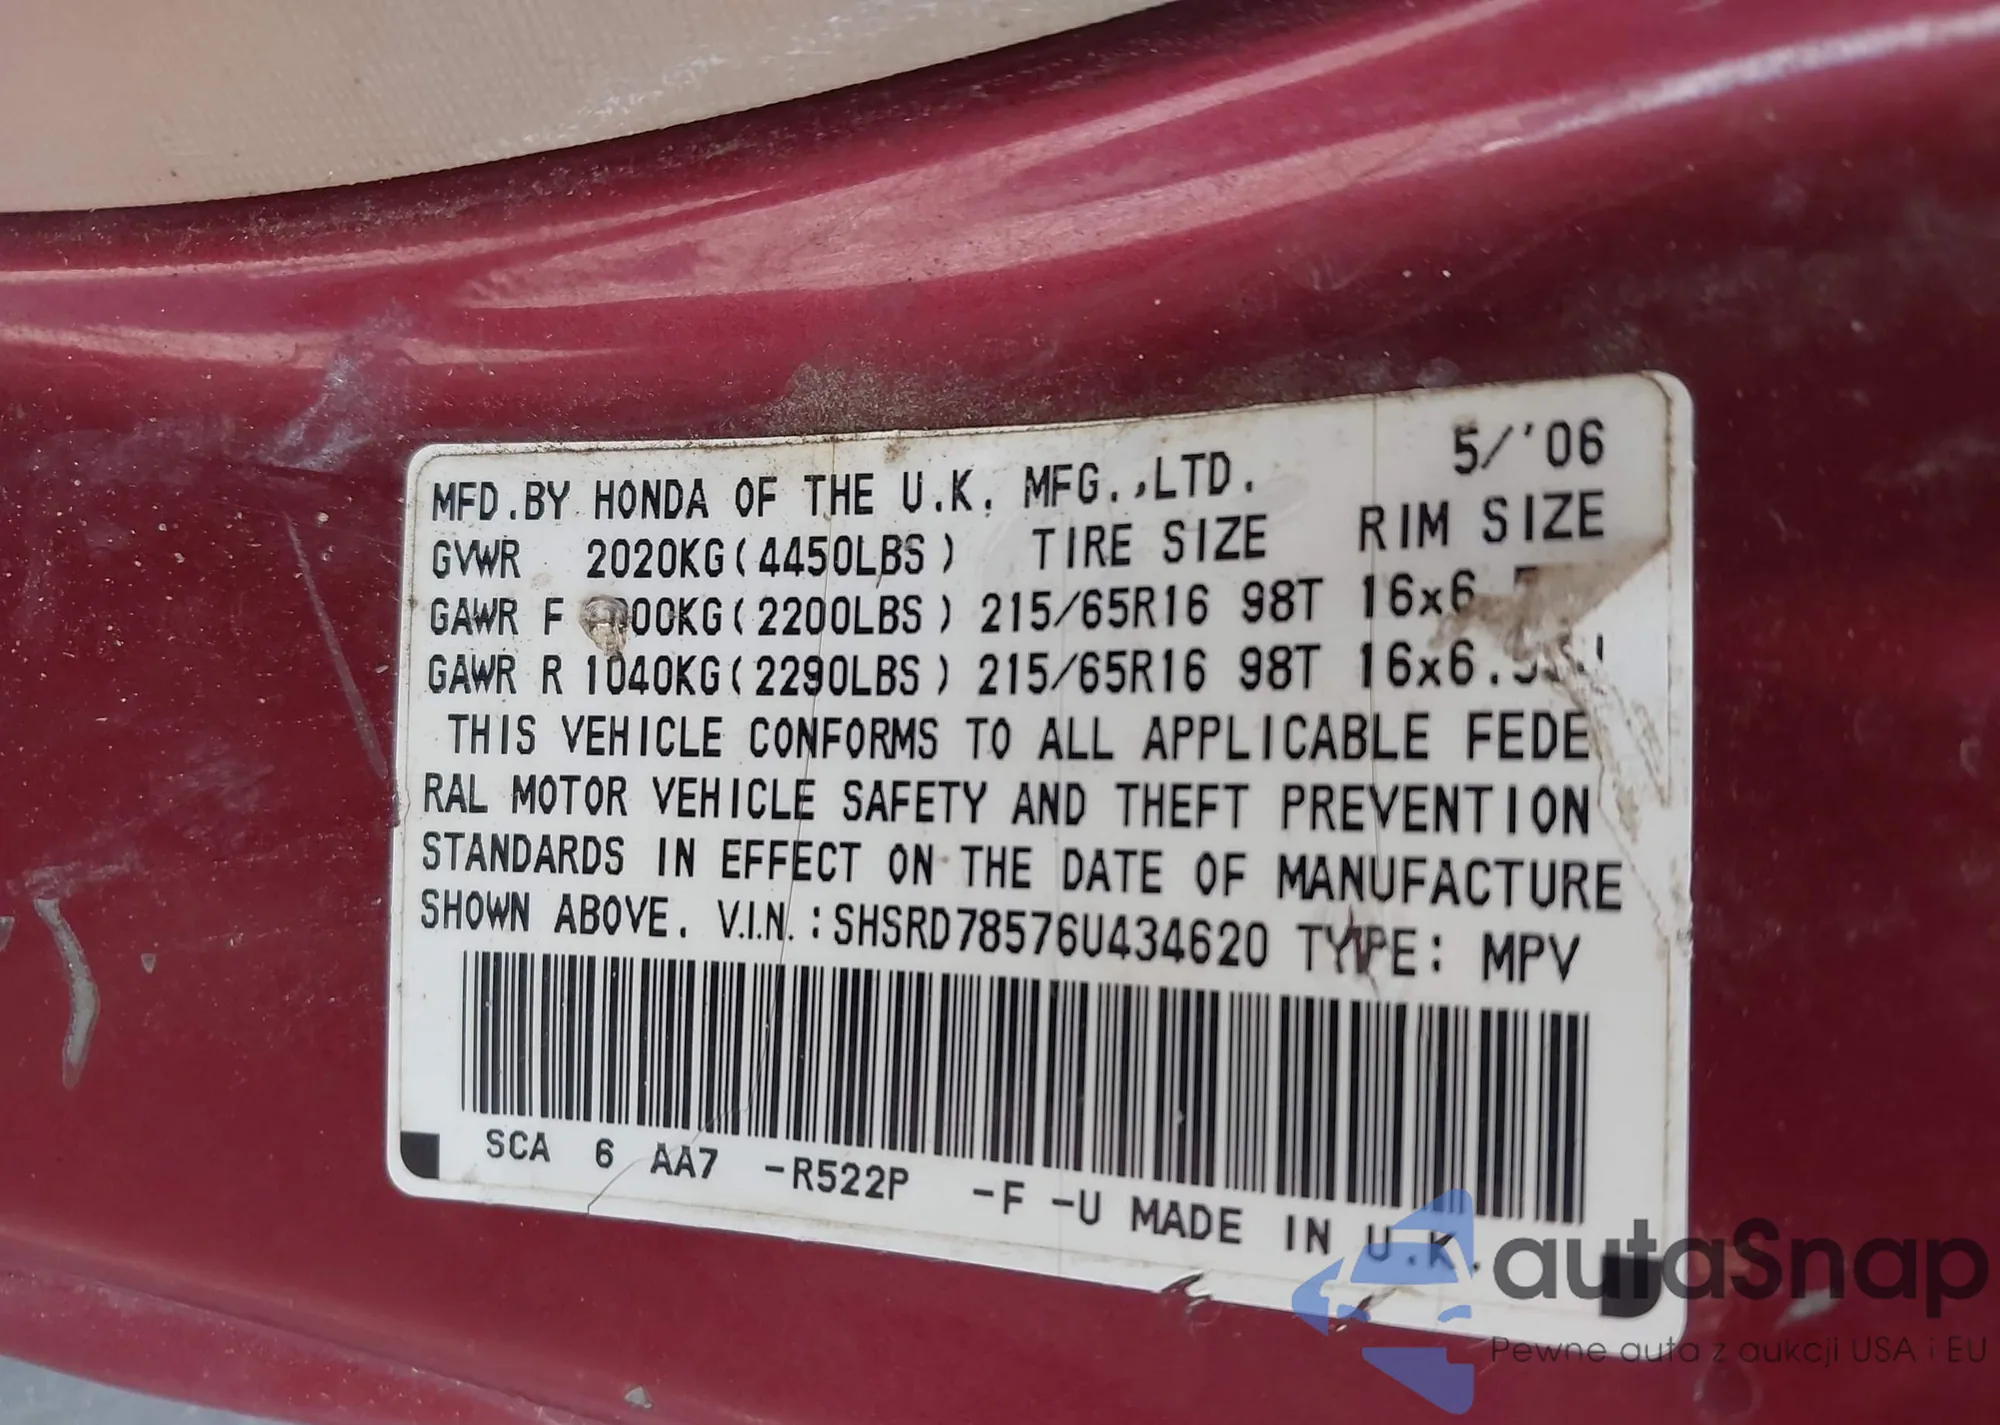 MFD.BY HONDA OF THE U.K. MFG.,LTD. 5/'06
GVWR 2020KG(4450LBS) TIRE SIZE RIM SIZE
GAWR F (2200LBS) 215/65R16 98T
GAWR R 1040KG(2290LBS) 215/65R16 98T
THIS VEHICLE CONFORMS TO ALL APPLICABLE FEDE
RAL MOTOR VEHICLE SAFETY AND THEFT PREVENTION
STANDARDS IN EFFECT ON THE DATE OF MANUFACTURE
SHOWN ABOVE. V.I.N. :SHSRD78576U434620 TYPE: MPV
SCA 6 AA7 -R522P -F -U MADE IN U.K.
autaSnap
Pewne auta z aukcji USA i EU